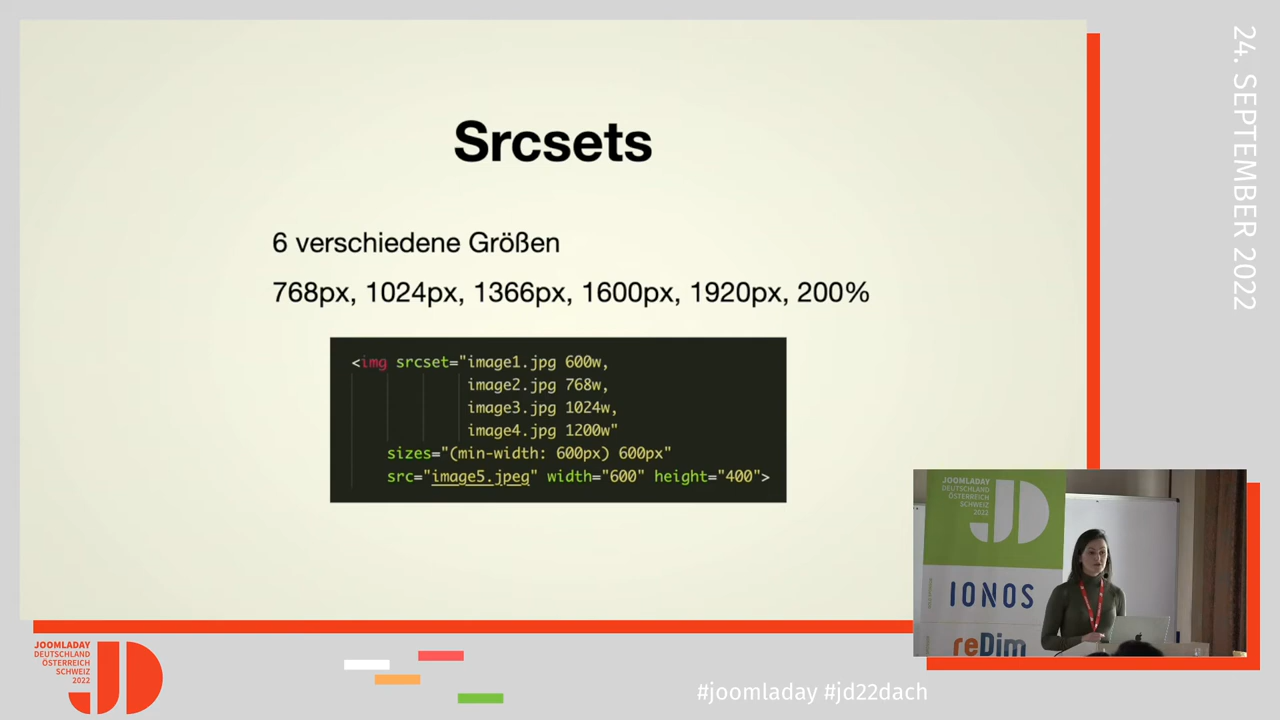 Srcsets
6 verschiedene Größen
768px, 1024px, 1366px, 1600px, 1920px, 200%
<img srcset="image1.jpg 600w,
image2.jpg 768w,
image3.jpg 1024w,
image4.jpg 1200w"
sizes="(min-width: 600px) 600px"
src="image5.jpeg" width="600" height="400">
24. SEPTEMBER 2022
JOOMLADAY
DEUTSCHLAND
ÖSTERREICH
SCHWEIZ
2022
JD
IONOS
reDim
JOOMLADAY
DEUTSCHLAND
ÖSTERREICH
SCHWEIZ
2022
JD
#joomladay #jd22dach